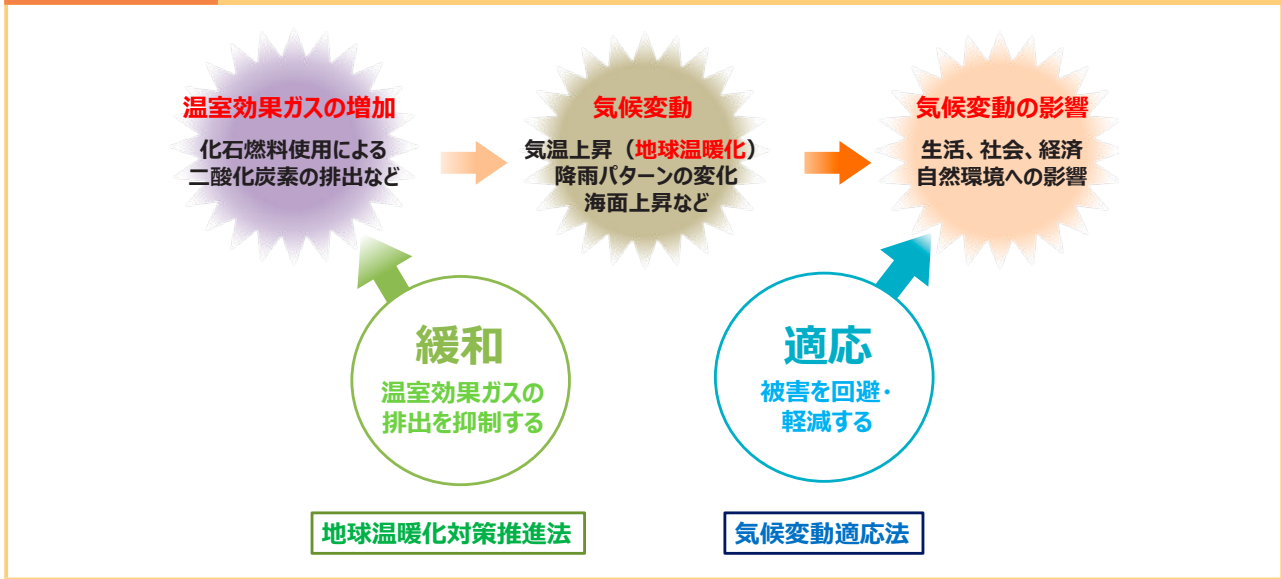 温室効果ガスの増加
化石燃料使用による
二酸化炭素の排出など
気候変動
気温上昇（地球温暖化）
降雨パターンの変化
海面上昇など
気候変動の影響
生活、社会、経済
自然環境への影響
緩和
温室効果ガスの
排出を抑制する
適応
被害を回避・
軽減する
地球温暖化対策推進法
気候変動適応法